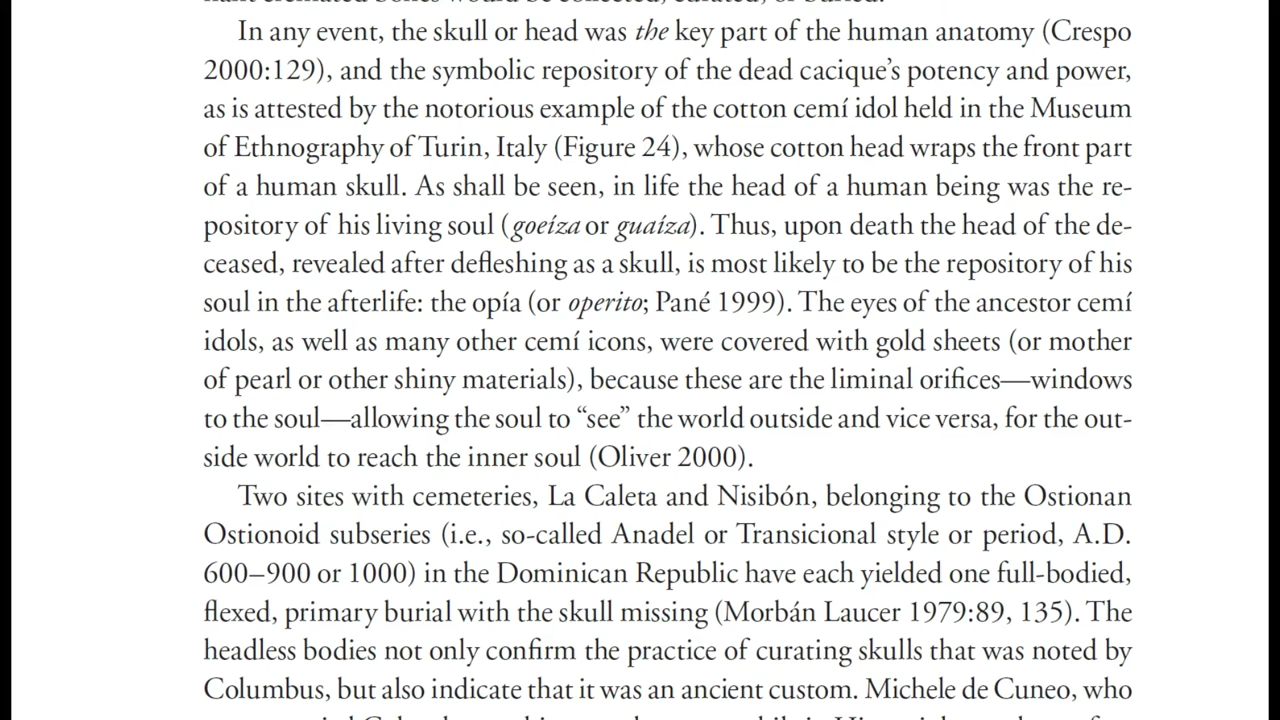 In any event, the skull or head was the key part of the human anatomy (Crespo
2000:129), and the symbolic repository of the dead cacique's potency and power,
as is attested by the notorious example of the cotton cemí idol held in the Museum
of Ethnography of Turin, Italy (Figure 24), whose cotton head wraps the front part
of a human skull. As shall be seen, in life the head of a human being was the re-
pository of his living soul (goeíza or guaíza). Thus, upon death the head of the de-
ceased, revealed after defleshing as a skull, is most likely to be the repository of his
soul in the afterlife: the opía (or operito; Pané 1999). The eyes of the ancestor cemí
idols, as well as many other cemí icons, were covered with gold sheets (or mother
of pearl or other shiny materials), because these are the liminal orifices—windows
to the soul—allowing the soul to “see” the world outside and vice versa, for the out-
side world to reach the inner soul (Oliver 2000).
Two sites with cemeteries, La Caleta and Nisibón, belonging to the Ostionan
Ostionoid subseries (i.e., so-called Anadel or Transicional style or period, A.D.
600–900 or 1000) in the Dominican Republic have each yielded one full-bodied,
flexed, primary burial with the skull missing (Morbán Laucer 1979:89, 135). The
headless bodies not only confirm the practice of curating skulls that was noted by
Columbus, but also indicate that it was an ancient custom. Michele de Cuneo, who